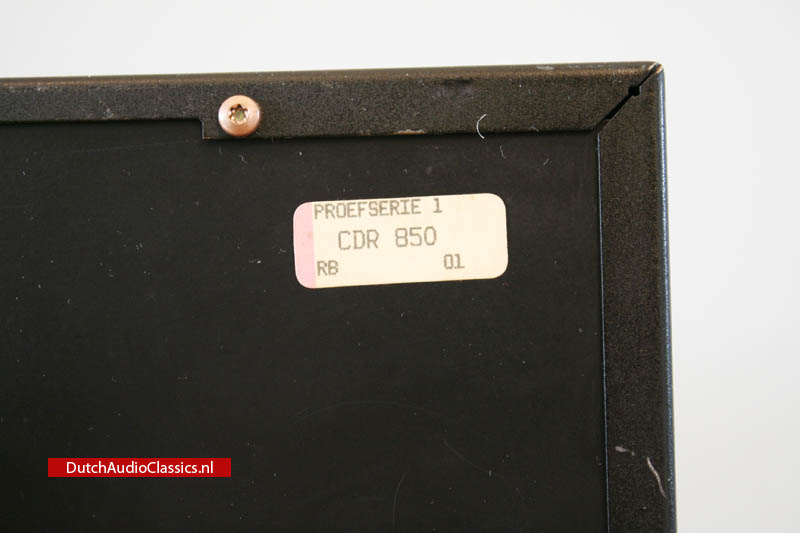 PROEFSERIE 1
CDR 850
RB 01
DutchAudioClassics.nl